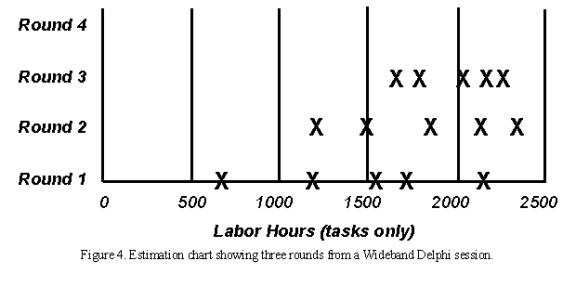 Round 4
Round 3
X X X X X
Round 2
X X X X X
Round 1
X X X X X
0 500 1000 1500 2000 2500
Labor Hours (tasks only)
Figure 4. Estimation chart showing three rounds from a Wideband Delphi session.